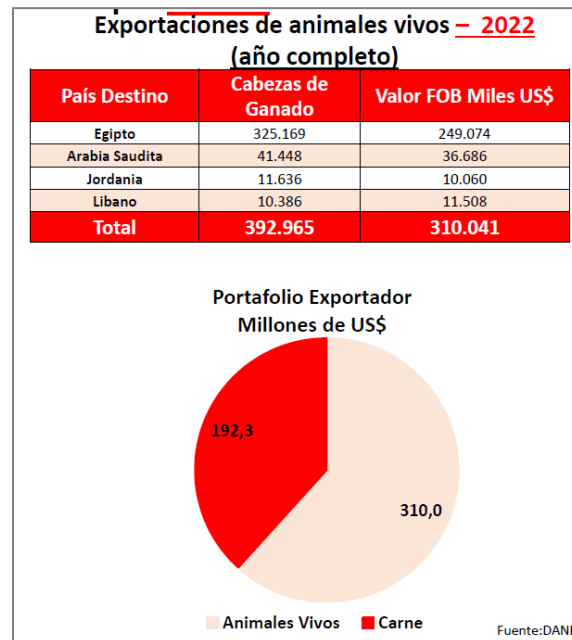 Exportaciones de animales vivos – 2022
(año completo)
País Destino Cabezas de Ganado Valor FOB Miles US$
Egipto 325.169 249.074
Arabia Saudita 41.448 36.686
Jordania 11.636 10.060
Libano 10.386 11.508
Total 392.965 310.041
Portafolio Exportador
Millones de US$
192,3
310,0
Animales Vivos Carne
Fuente:DANE